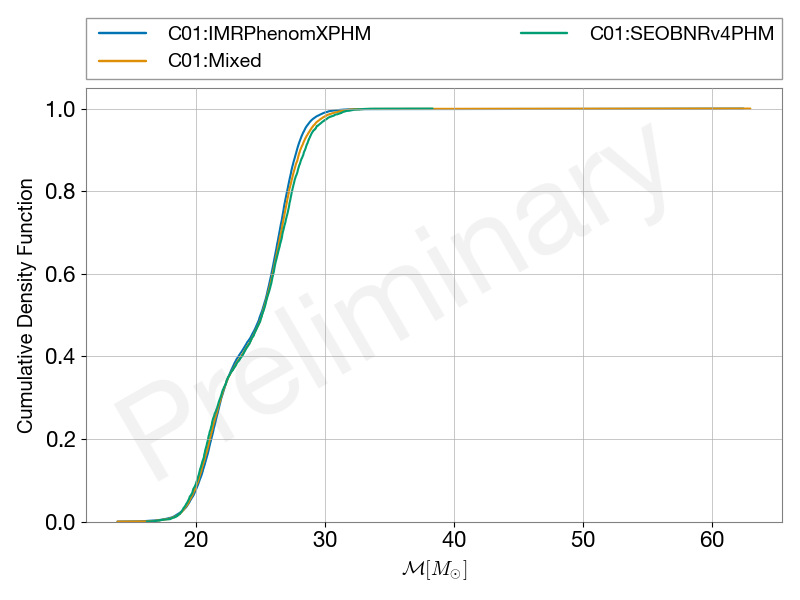 C01:IMRPhenomXPHM
C01:Mixed
C01:SEOBNRv4PHM
Cumulative Density Function
1.0
0.8
0.6
0.4
0.2
0.0
20 30 40 50 60
ℳ[M☉]
Preliminary